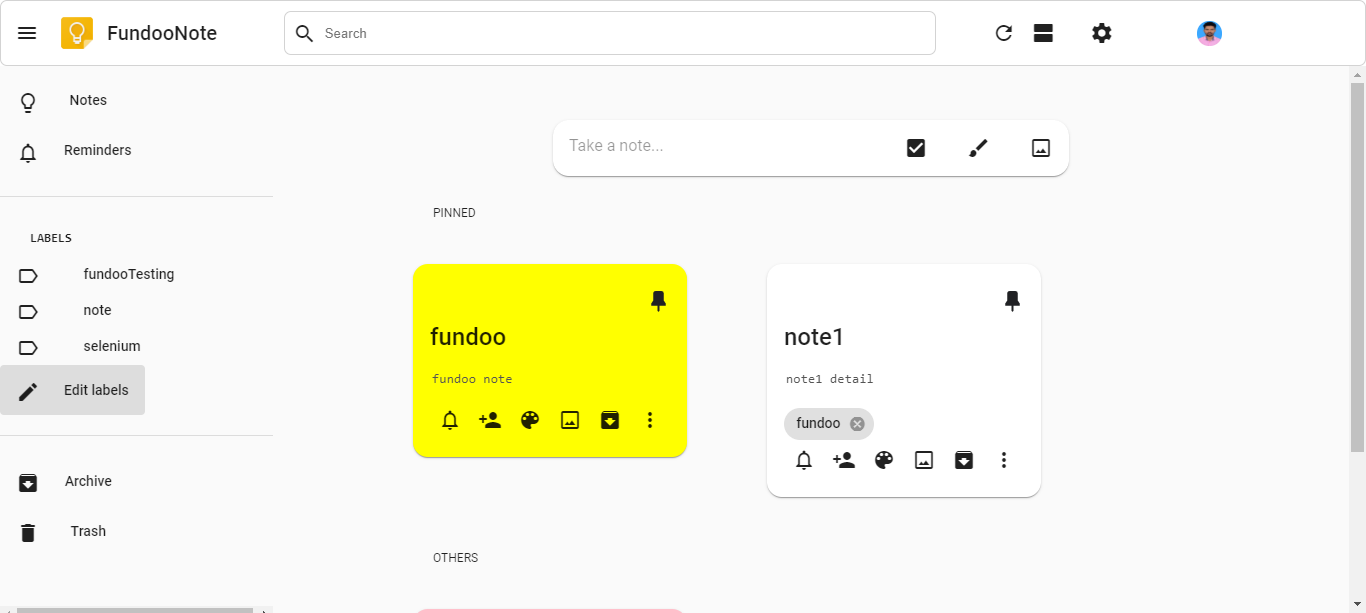 FundooNote
Search
Notes
Reminders
LABELS
fundooTesting
note
selenium
Edit labels
Archive
Trash
Take a note...
PINNED
fundoo
fundoo note
note1
note1 detail
fundoo
OTHERS